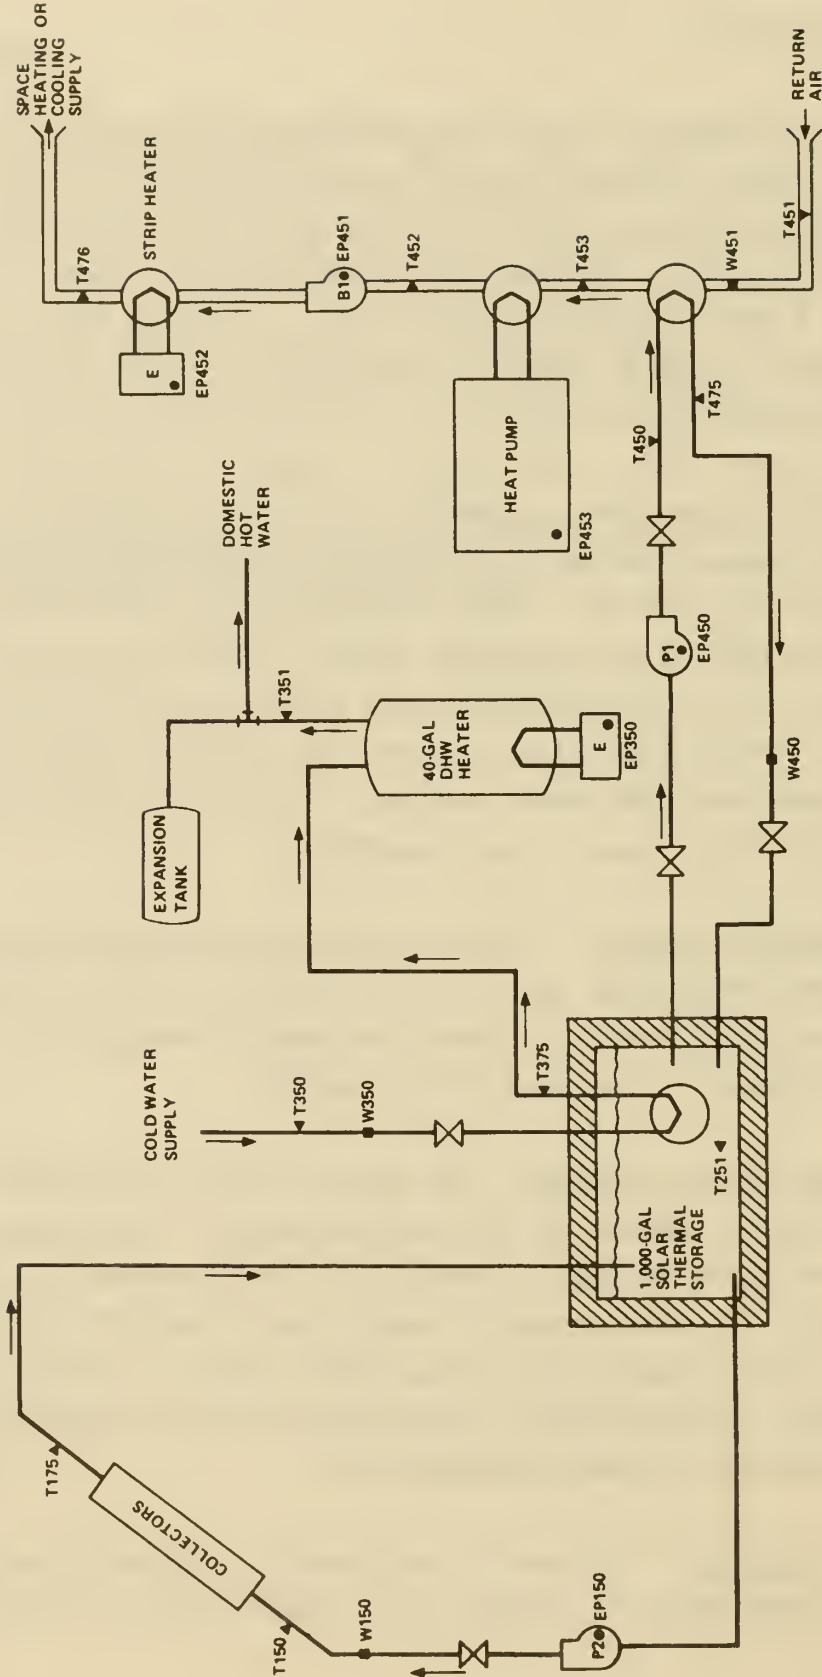 SPACE
HEATING OR
COOLING
SUPPLY
T476
STRIP HEATER
E
EP452
B1
EP451
T452
HEAT PUMP
EP453
T453
T450
T475
W451
T451
RETURN
AIR
DOMESTIC
HOT
WATER
T351
EXPANSION
TANK
40-GAL
DHW
HEATER
E
EP350
P1
EP450
W450
COLD WATER
SUPPLY
T350
W350
T375
T251
1,000-GAL
SOLAR
THERMAL
STORAGE
T175
COLLECTORS
T150
W150
P2
EP150